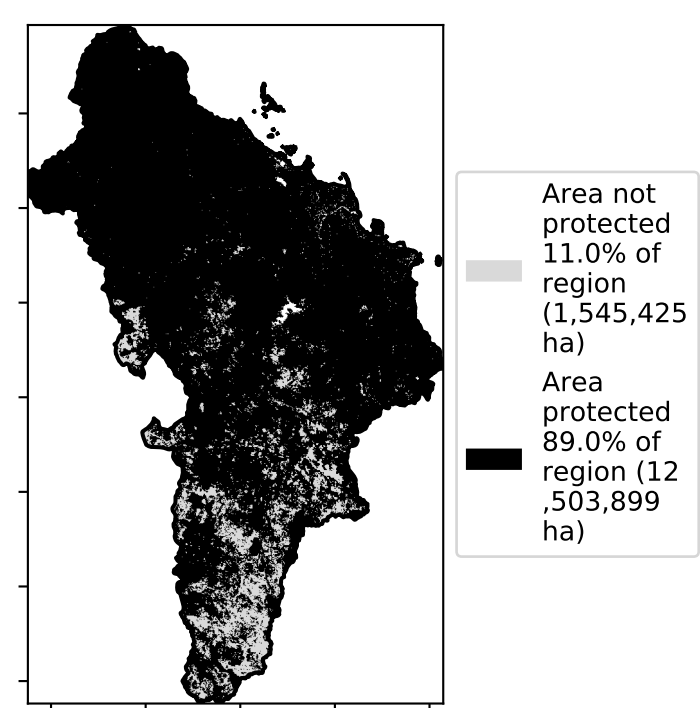 Area not
protected
11.0% of
region
(1,545,425
ha)
Area
protected
89.0% of
region (12
,503,899
ha)